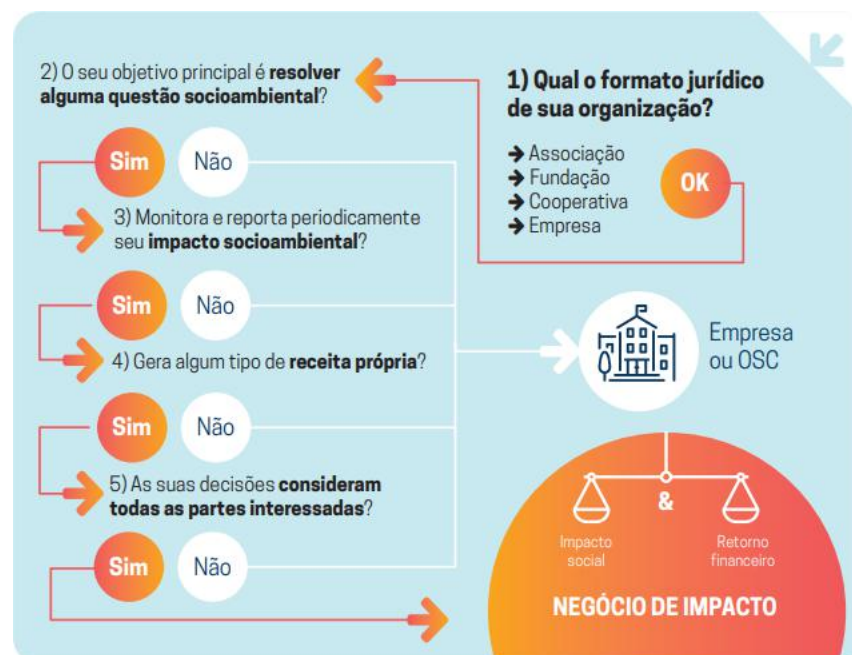 1) Qual o formato jurídico
de sua organização?
→ Associação
→ Fundação
→ Cooperativa
→ Empresa
OK
2) O seu objetivo principal é resolver
alguma questão socioambiental?
Sim Não
3) Monitora e reporta periodicamente
seu impacto socioambiental?
Sim Não
4) Gera algum tipo de receita própria?
Sim Não
5) As suas decisões consideram
todas as partes interessadas?
Sim Não
Empresa
ou OSC
&
Impacto
social
Retorno
financeiro
NEGÓCIO DE IMPACTO